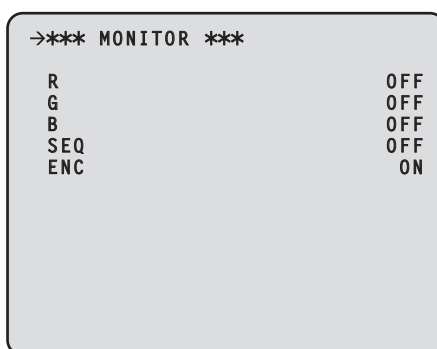 →*** MONITOR ***
R OFF
G OFF
B OFF
SEQ OFF
ENC ON